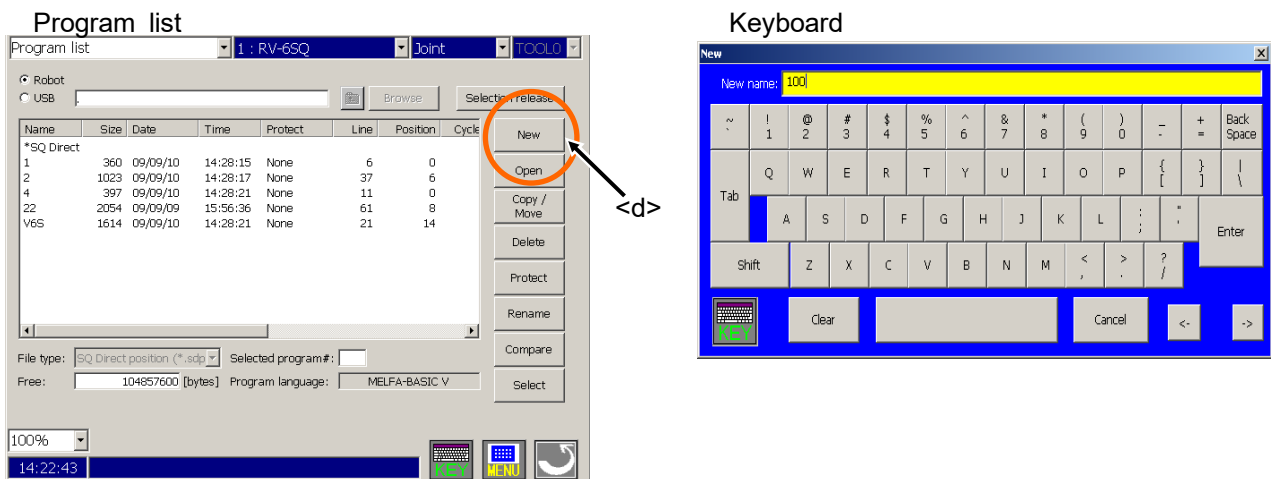 Program list
Program list 1 : RV-6SQ Joint TOOL0
Robot
USB . Browse Selection release
Name Size Date Time Protect Line Position Cycle
*SQ Direct
1 360 09/09/10 14:28:15 None 6 0
2 1023 09/09/10 14:28:17 None 37 6
4 397 09/09/10 14:28:21 None 11 0
22 2054 09/09/09 15:56:36 None 61 8
V6S 1614 09/09/10 14:28:21 None 21 14
New
Open
Copy /
Move
Delete
Protect
Rename
Compare
Select
<d>
File type: SQ Direct position (*.sdp Selected program#:
Free: 104857600 [bytes] Program language: MELFA-BASIC V
100%
14:22:43
KEY MENU
Keyboard
New X
New name: 100
~ ! @ # $ % ^ & * ( ) _ + Back
` 1 2 3 4 5 6 7 8 9 0 - = Space
Tab Q W E R T Y U I O P { [ } ] | \
A S D F G H J K L : ; " ' Enter
Shift Z X C V B N M < , > . ? /
KEY Clear Cancel <- ->